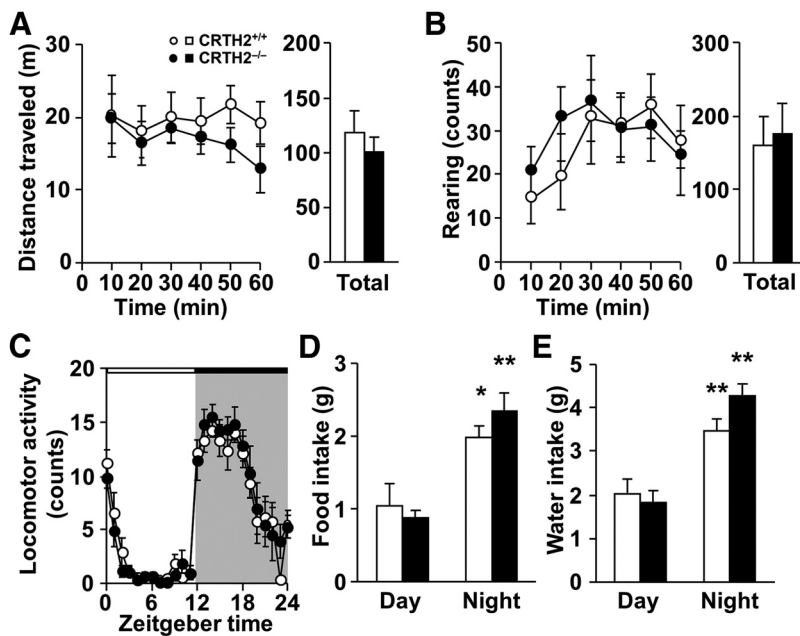 A
Distance traveled (m)
30
20
10
0
0 10 20 30 40 50 60
Time (min)
CRTH2+/+
CRTH2–/–
200
150
100
50
0
Total
B
Rearing (counts)
50
40
30
20
10
0
0 10 20 30 40 50 60
Time (min)
300
200
100
0
Total
C
Locomotor activity
(counts)
20
15
10
5
0
0 6 12 18 24
Zeitgeber time
D
Food intake (g)
3
2
1
0
* **
Day Night
E
Water intake (g)
5
4
3
2
1
0
** **
Day Night